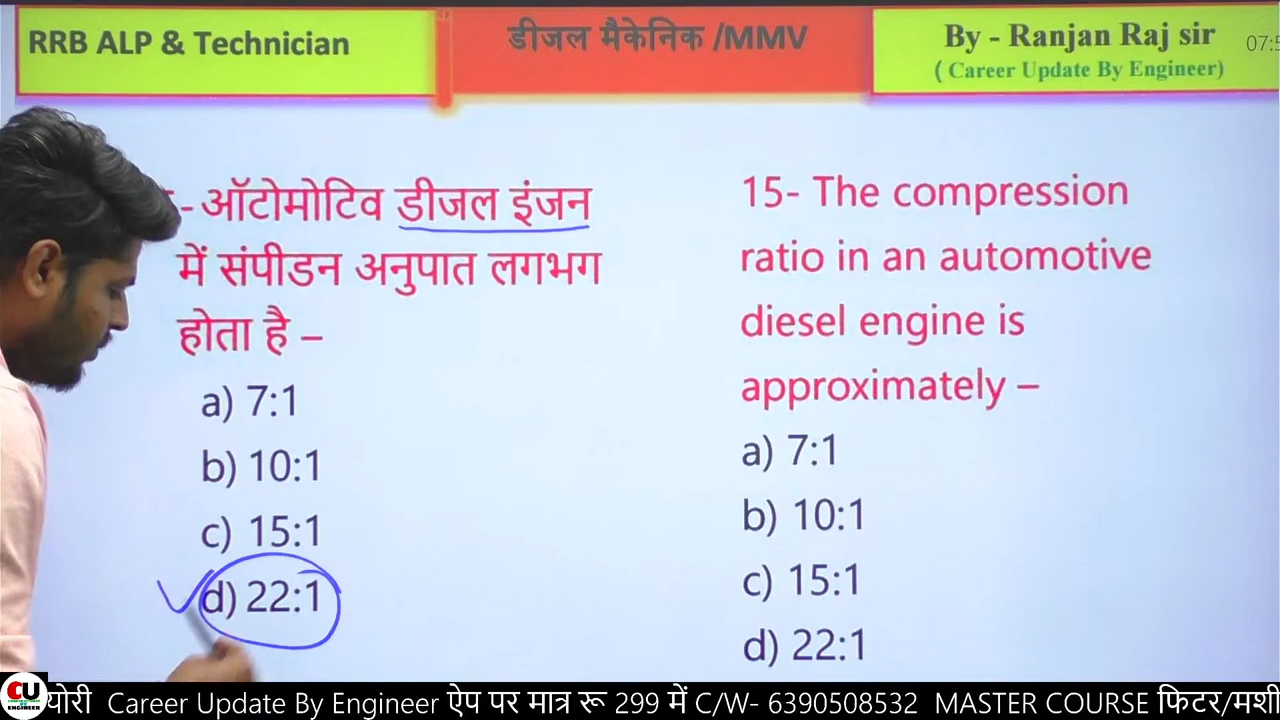 RRB ALP & Technician
डीजल मैकेनिक /MMV
By - Ranjan Raj sir
( Career Update By Engineer)
- ऑटोमोटिव डीजल इंजन
में संपीडन अनुपात लगभग
होता है –
a) 7:1
b) 10:1
c) 15:1
d) 22:1
15- The compression
ratio in an automotive
diesel engine is
approximately –
a) 7:1
b) 10:1
c) 15:1
d) 22:1
CU
ENGINEER
Career Update By Engineer ऐप पर मात्र रू 299 में C/W- 6390508532 MASTER COURSE